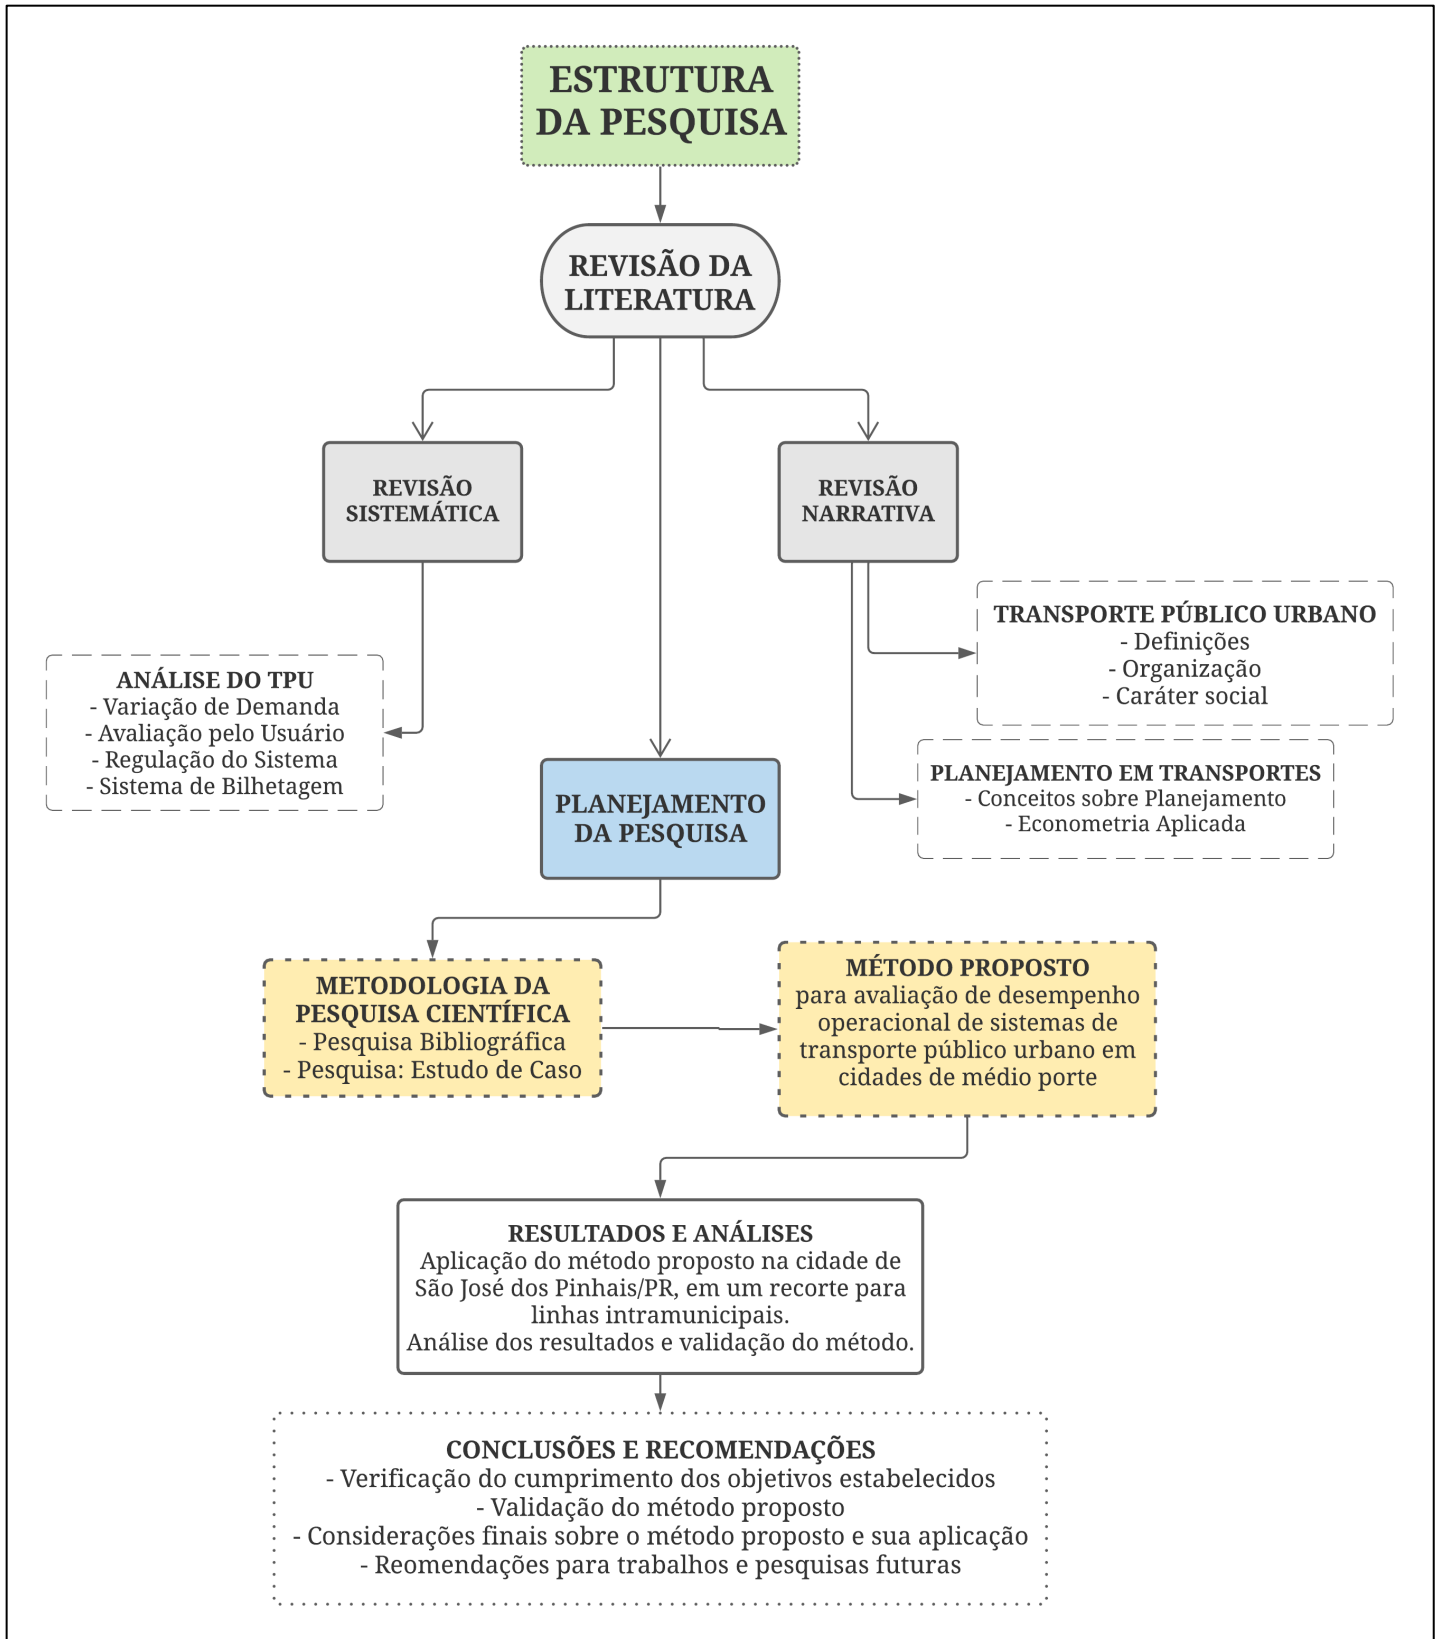 ESTRUTURA
DA PESQUISA
REVISÃO DA
LITERATURA
REVISÃO
SISTEMÁTICA
REVISÃO
NARRATIVA
TRANSPORTE PÚBLICO URBANO
- Definições
- Organização
- Caráter social
ANÁLISE DO TPU
- Variação de Demanda
- Avaliação pelo Usuário
- Regulação do Sistema
- Sistema de Bilhetagem
PLANEJAMENTO EM TRANSPORTES
- Conceitos sobre Planejamento
- Econometria Aplicada
PLANEJAMENTO
DA PESQUISA
METODOLOGIA DA
PESQUISA CIENTÍFICA
- Pesquisa Bibliográfica
- Pesquisa: Estudo de Caso
MÉTODO PROPOSTO
para avaliação de desempenho
operacional de sistemas de
transporte público urbano em
cidades de médio porte
RESULTADOS E ANÁLISES
Aplicação do método proposto na cidade de
São José dos Pinhais/PR, em um recorte para
linhas intramunicipais.
Análise dos resultados e validação do método.
CONCLUSÕES E RECOMENDAÇÕES
- Verificação do cumprimento dos objetivos estabelecidos
- Validação do método proposto
- Considerações finais sobre o método proposto e sua aplicação
- Reomendações para trabalhos e pesquisas futuras